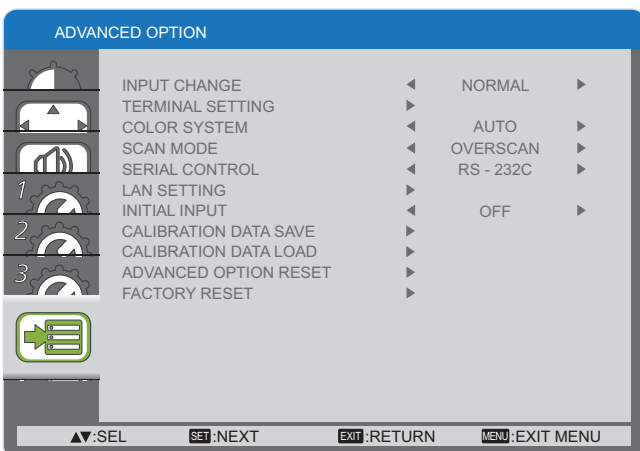 ADVANCED OPTION
INPUT CHANGE ◀ NORMAL ▶
TERMINAL SETTING ▶
COLOR SYSTEM ◀ AUTO ▶
SCAN MODE ◀ OVERSCAN ▶
SERIAL CONTROL ◀ RS - 232C ▶
LAN SETTING ▶
INITIAL INPUT ◀ OFF ▶
CALIBRATION DATA SAVE ▶
CALIBRATION DATA LOAD ▶
ADVANCED OPTION RESET ▶
FACTORY RESET ▶
1
2
3
▲▼:SEL SET:NEXT EXIT:RETURN MENU:EXIT MENU